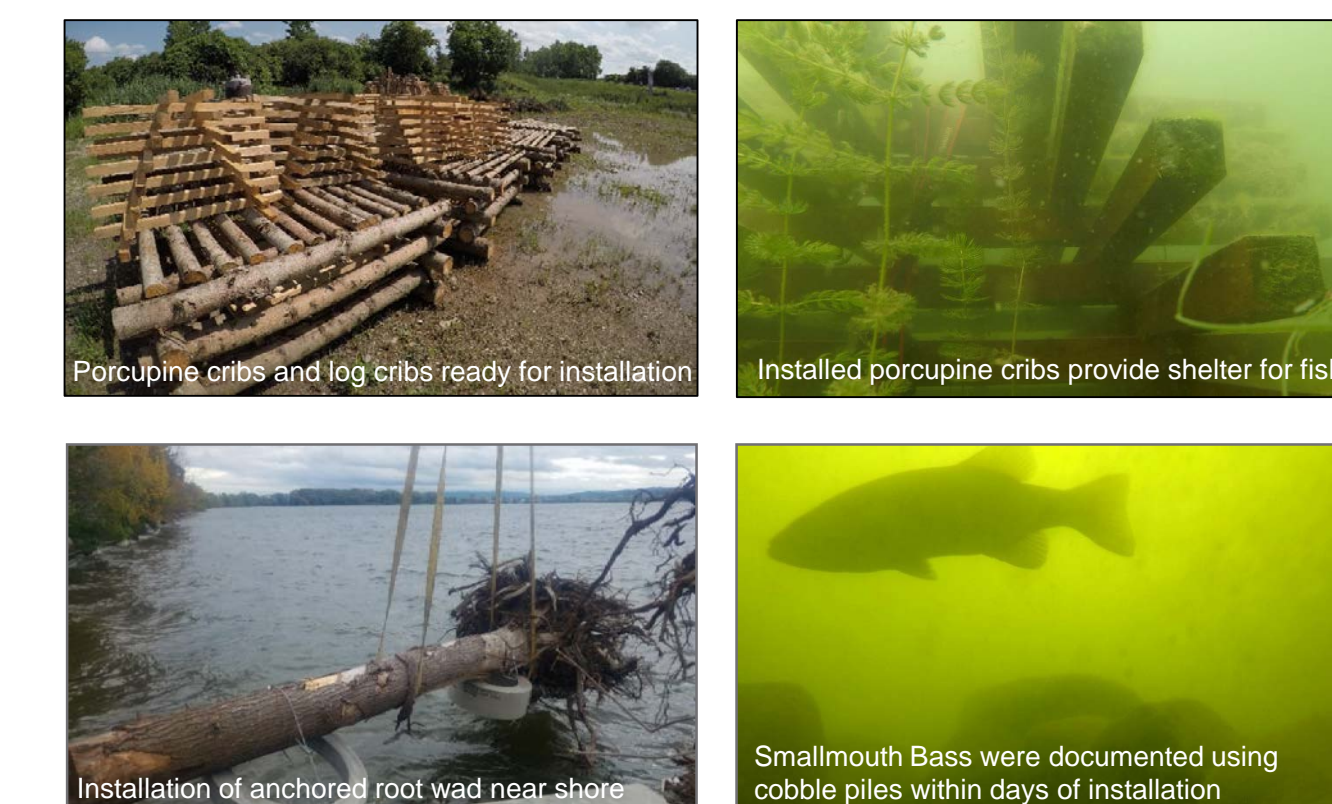 Porcupine cribs and log cribs ready for installation
Installed porcupine cribs provide shelter for fish
Installation of anchored root wad near shore
Smallmouth Bass were documented using
cobble piles within days of installation